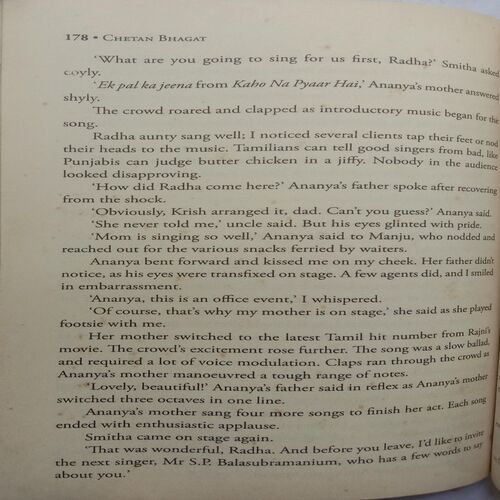 178 • CHETAN BHAGAT
'What are you going to sing for us first, Radha?' Smitha asked
coyly.
'Ek pal ka jeena from Kaho Na Pyaar Hai,' Ananya's mother answered
shyly.
The crowd roared and clapped as introductory music began for the
song.
Radha aunty sang well; I noticed several clients tap their feet or nod
their heads to the music. Tamilians can tell good singers from bad, like
Punjabis can judge butter chicken in a jiffy. Nobody in the audience
looked disapproving.
'How did Radha come here?' Ananya's father spoke after recovering
from the shock.
'Obviously, Krish arranged it, dad. Can't you guess?' Ananya said.
'She never told me,' uncle said. But his eyes glinted with pride.
'Mom is singing so well,' Ananya said to Manju, who nodded and
reached out for the various snacks ferried by waiters.
Ananya bent forward and kissed me on my cheek. Her father didn't
notice, as his eyes were transfixed on stage. A few agents did, and I smiled
in embarrassment.
'Ananya, this is an office event,' I whispered.
'Of course, that's why my mother is on stage,' she said as she played
footsie with me.
Her mother switched to the latest Tamil hit number from Rajni's
movie. The crowd's excitement rose further. The song was a slow ballad,
and required a lot of voice modulation. Claps ran through the crowd as
Ananya's mother manoeuvred a tough range of notes.
'Lovely, beautiful!' Ananya's father said in reflex as Ananya's mother
switched three octaves in one line.
Ananya's mother sang four more songs to finish her act. Each song
ended with enthusiastic applause.
Smitha came on stage again.
'That was wonderful, Radha. And before you leave, I'd like to invite
the next singer, Mr S.P. Balasubramanium, who has a few words to say
about you.'